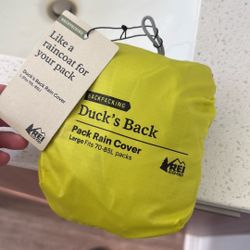 BACKPACKING
Like a
raincoat for
your pack
Duck's Back Rain Cover
REI
BACKPACKING
Duck's Back
Pack Rain Cover
Large Fits 70-85L packs
REI